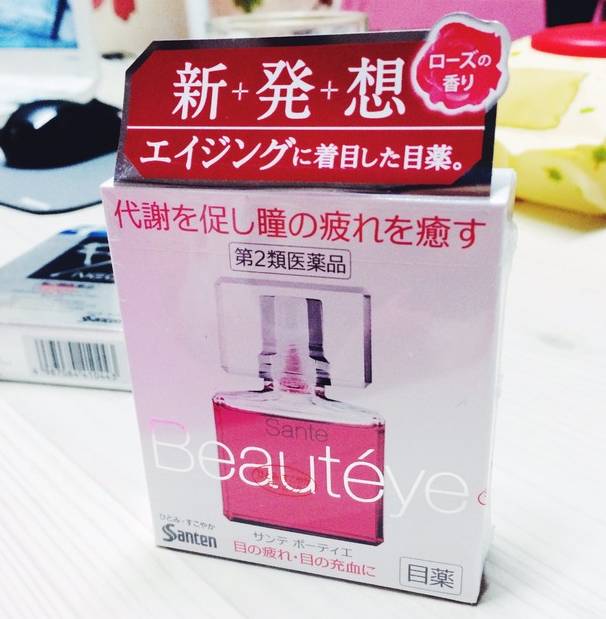 新+発+想
ローズの
香り
エイジングに着目した目薬。
代謝を促し瞳の疲れを癒す
第2類医薬品
Sante
Beautéye
ひとみ・すこやか
Santen
サンテ ボーティエ
目の疲れ・目の充血に
目薬
Santen